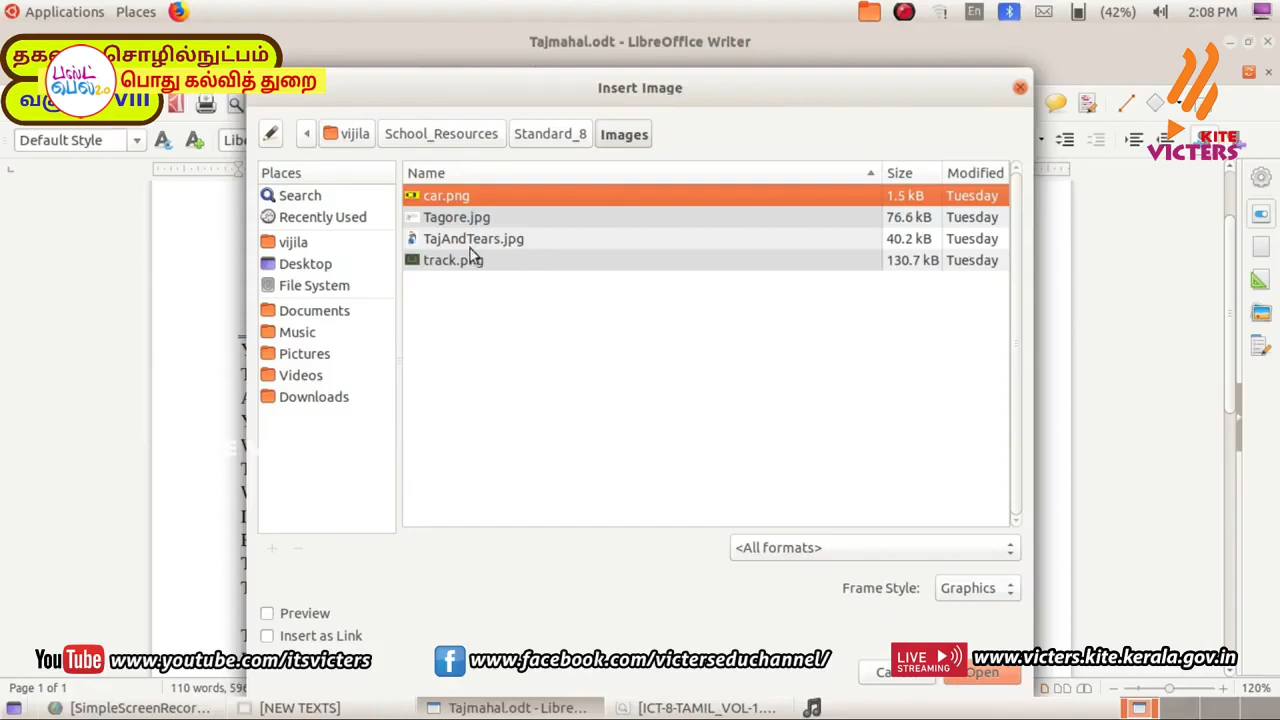 Applications Places En (42%) 2:08 PM
Tajmahal.odt - LibreOffice Writer
பொது கல்வித் துறை
VIII
KITE
VICTERS
Insert Image
Default Style
vijila School_Resources Standard_8 Images
Places
Search
Recently Used
vijila
Desktop
File System
Documents
Music
Pictures
Videos
Downloads
Name Size Modified
car.png 1.5 kB Tuesday
Tagore.jpg 76.6 kB Tuesday
TajAndTears.jpg 40.2 kB Tuesday
track.png 130.7 kB Tuesday
<All formats>
Frame Style: Graphics
Preview
Insert as Link
Open
YouTube www.youtube.com/itsvicters
www.facebook.com/victerseduchannel/
LIVE STREAMING www.victers.kite.kerala.gov.in
Page 1 of 1 110 words, 596 120%
[SimpleScreenRecor... [NEW TEXTS] Tajmahal.odt - Libre... [ICT-8-TAMIL_VOL-1....